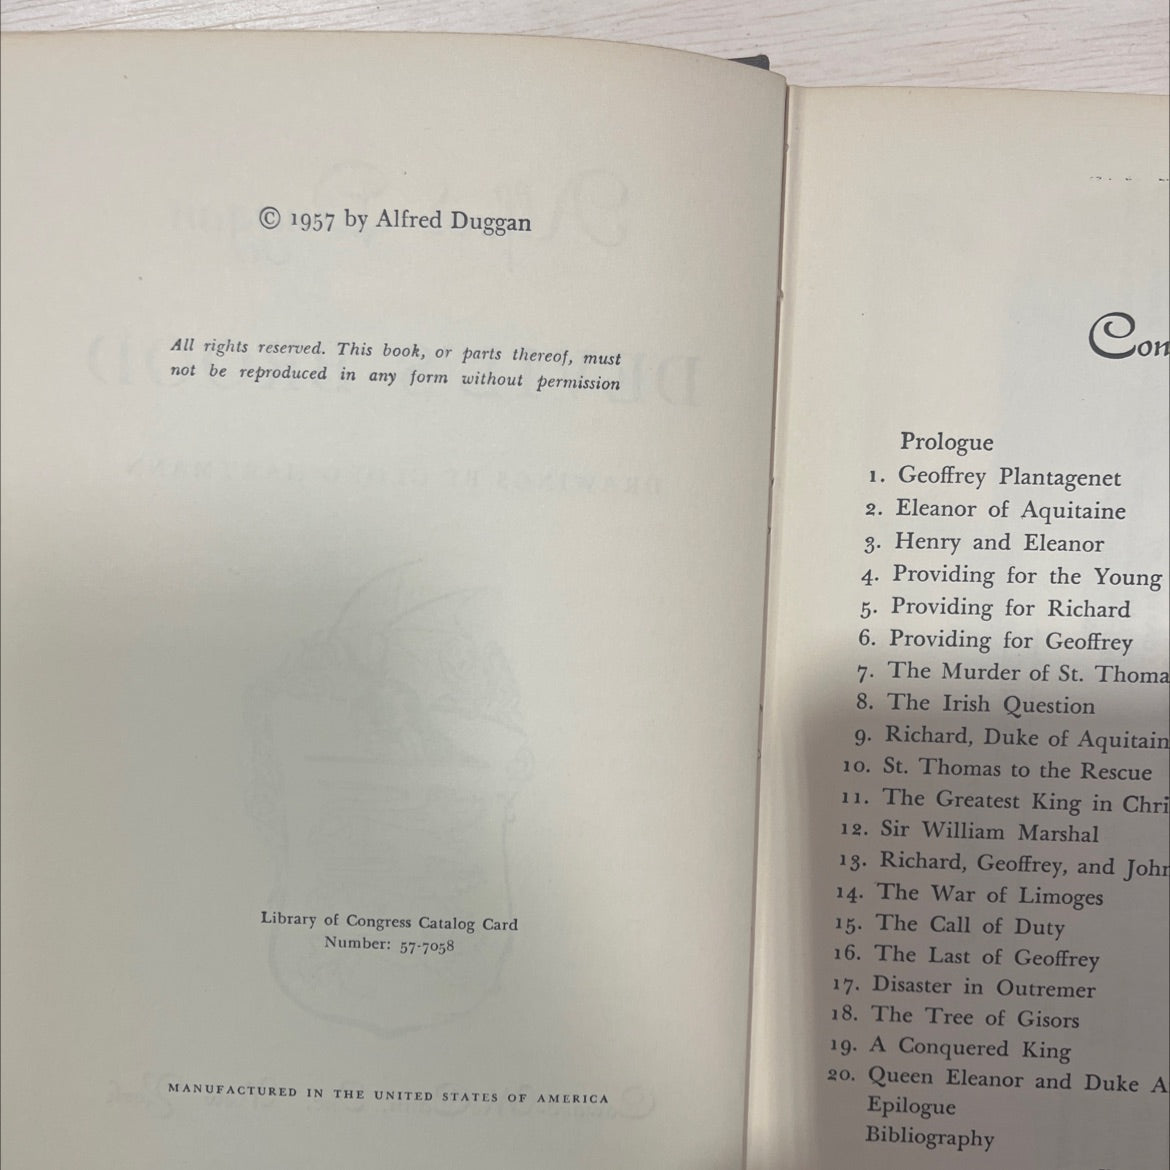 © 1957 by Alfred Duggan
All rights reserved. This book, or parts thereof, must
not be reproduced in any form without permission
Library of Congress Catalog Card
Number: 57-7058
MANUFACTURED IN THE UNITED STATES OF AMERICA
Con
Prologue
1. Geoffrey Plantagenet
2. Eleanor of Aquitaine
3. Henry and Eleanor
4. Providing for the Young
5. Providing for Richard
6. Providing for Geoffrey
7. The Murder of St. Thoma
8. The Irish Question
9. Richard, Duke of Aquitain
10. St. Thomas to the Rescue
11. The Greatest King in Chri
12. Sir William Marshal
13. Richard, Geoffrey, and John
14. The War of Limoges
15. The Call of Duty
16. The Last of Geoffrey
17. Disaster in Outremer
18. The Tree of Gisors
19. A Conquered King
20. Queen Eleanor and Duke A
Epilogue
Bibliography